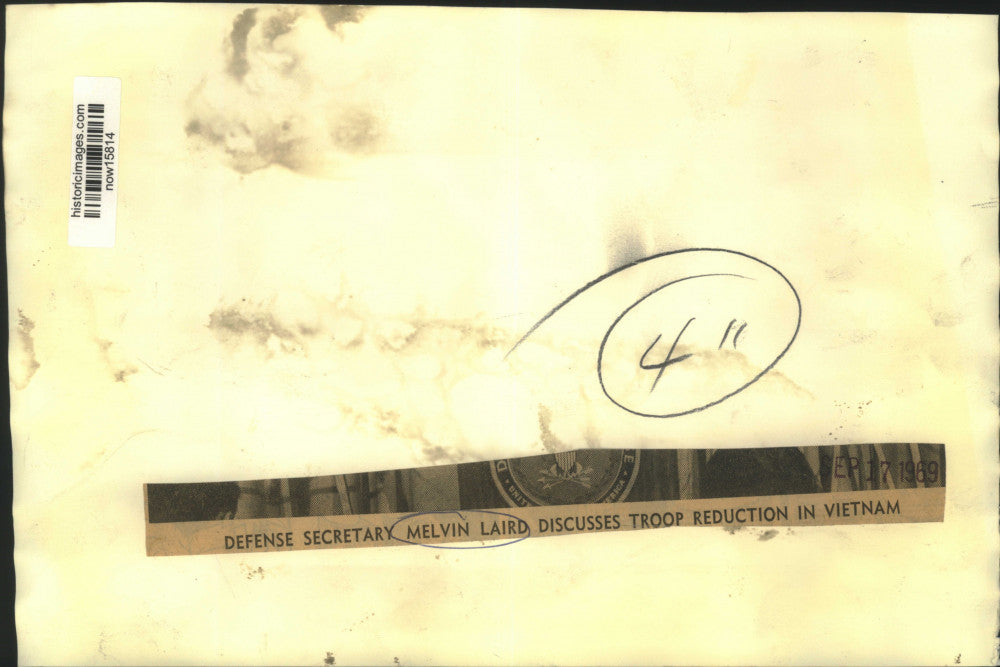 historicimages.com
now15814
4"
SEP 17 1969
DEFENSE SECRETARY MELVIN LAIRD DISCUSSES TROOP REDUCTION IN VIETNAM